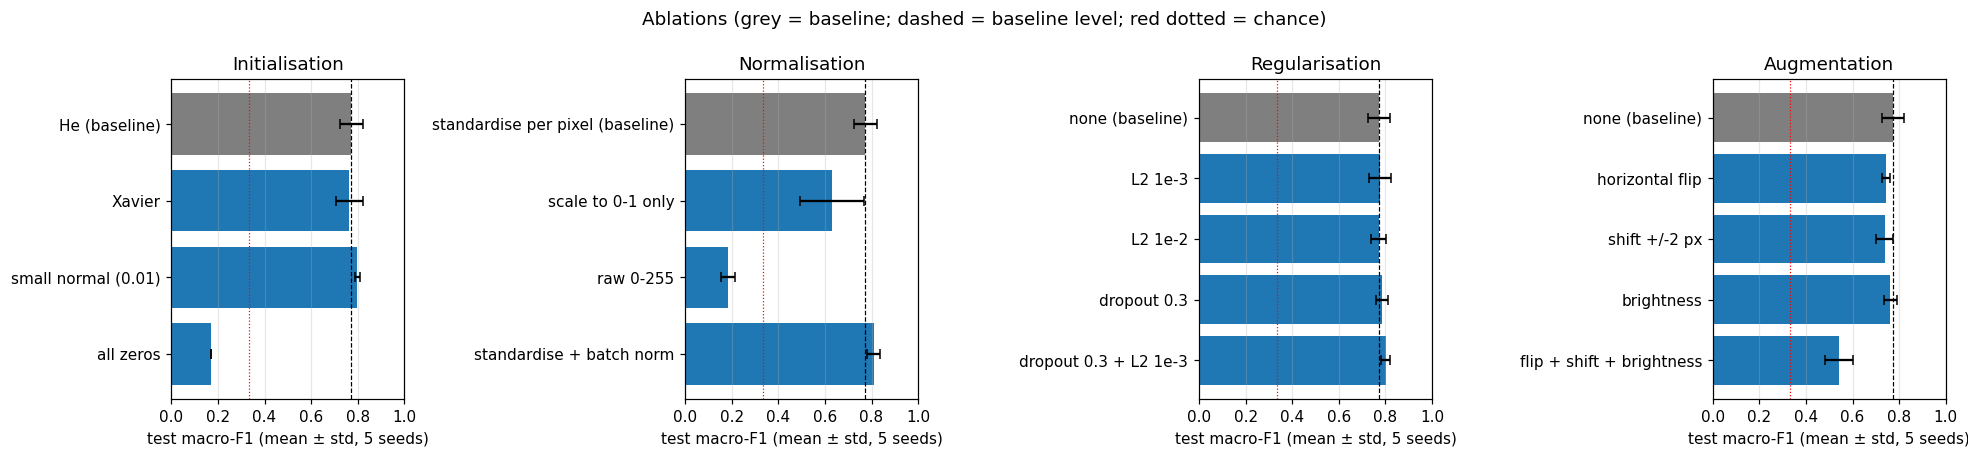 Ablations (grey = baseline; dashed = baseline level; red dotted = chance)
Initialisation
He (baseline)
Xavier
small normal (0.01)
all zeros
0.0 0.2 0.4 0.6 0.8 1.0
test macro-F1 (mean ± std, 5 seeds)
Normalisation
standardise per pixel (baseline)
scale to 0-1 only
raw 0-255
standardise + batch norm
0.0 0.2 0.4 0.6 0.8 1.0
test macro-F1 (mean ± std, 5 seeds)
Regularisation
none (baseline)
L2 1e-3
L2 1e-2
dropout 0.3
dropout 0.3 + L2 1e-3
0.0 0.2 0.4 0.6 0.8 1.0
test macro-F1 (mean ± std, 5 seeds)
Augmentation
none (baseline)
horizontal flip
shift +/-2 px
brightness
flip + shift + brightness
0.0 0.2 0.4 0.6 0.8 1.0
test macro-F1 (mean ± std, 5 seeds)